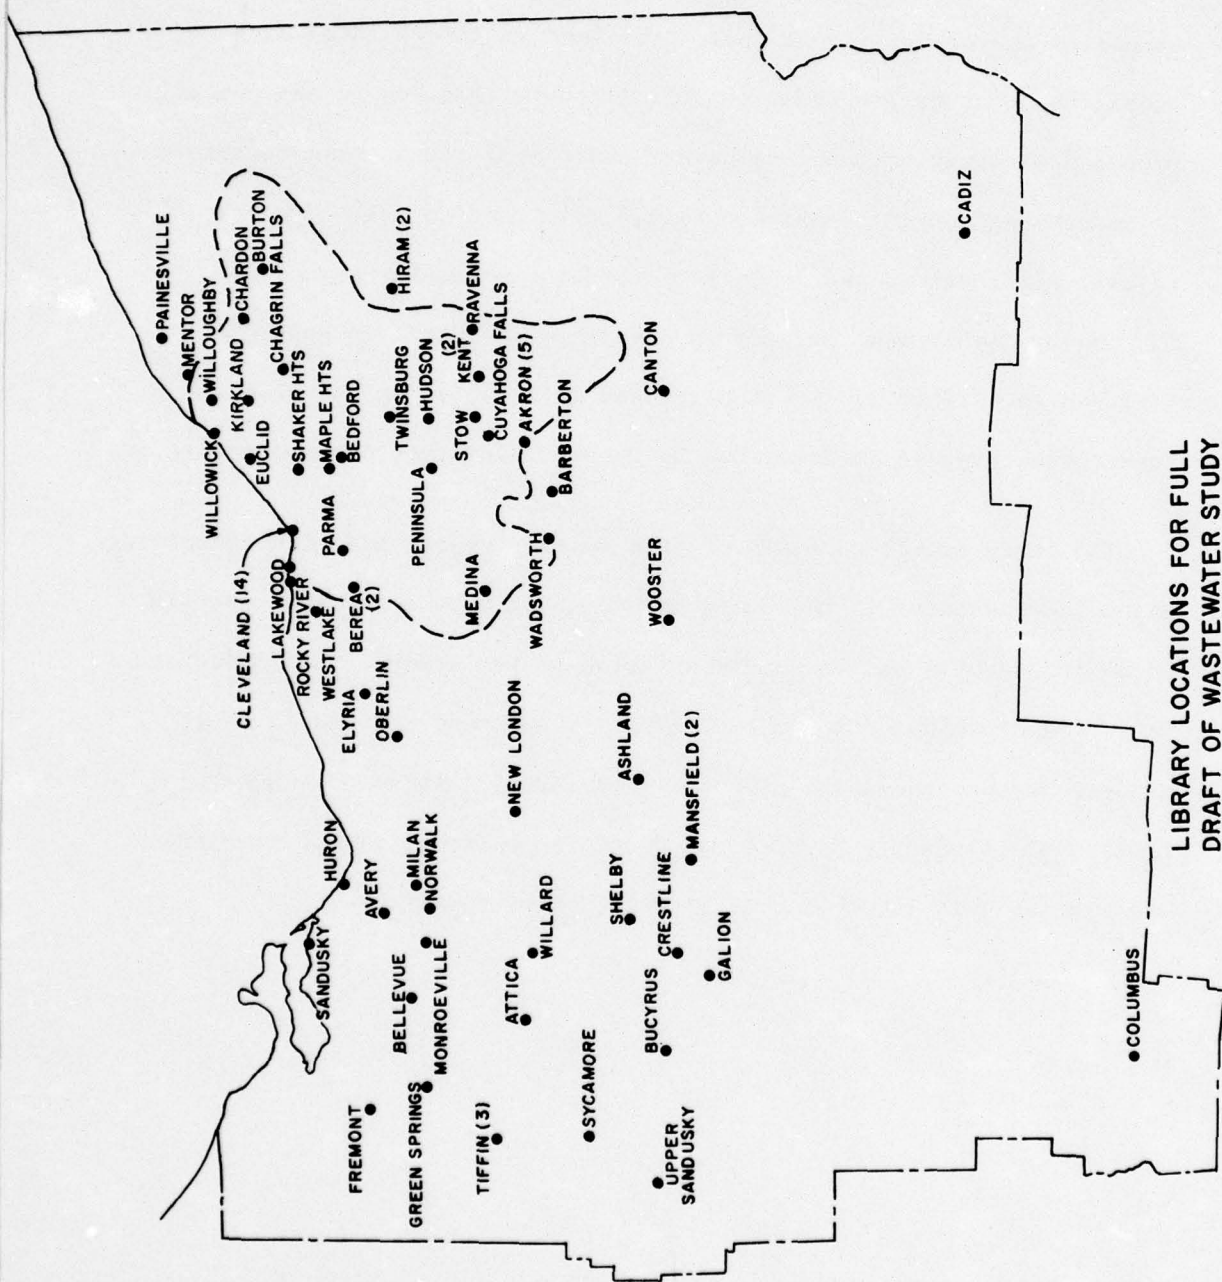 PAINESVILLE
MENTOR
WILLOUGHBY
WILLOWICK
KIRKLAND
CHARDON
BURTON
EUCLID
CHAGRIN FALLS
SHAKER HTS
CLEVELAND (14)
MAPLE HTS
BEDFORD
LAKEWOOD
ROCKY RIVER
PARMA
WESTLAKE
BEREA
(2)
ELYRIA
OBERLIN
TWINSBURG
HIRAM (2)
HUDSON
PENINSULA
STOW
KENT
(2)
RAVENNA
CUYAHOGA FALLS
AKRON (5)
MEDINA
WADSWORTH
BARBERTON
CANTON
WOOSTER
CADIZ
HURON
SANDUSKY
AVERY
MILAN
NORWALK
BELLEVUE
MONROEVILLE
FREMONT
GREEN SPRINGS
TIFFIN (3)
ATTICA
WILLARD
NEW LONDON
ASHLAND
SHELBY
MANSFIELD (2)
CRESTLINE
GALION
BUCYRUS
SYCAMORE
UPPER
SANDUSKY
COLUMBUS
LIBRARY LOCATIONS FOR FULL
DRAFT OF WASTEWATER STUDY